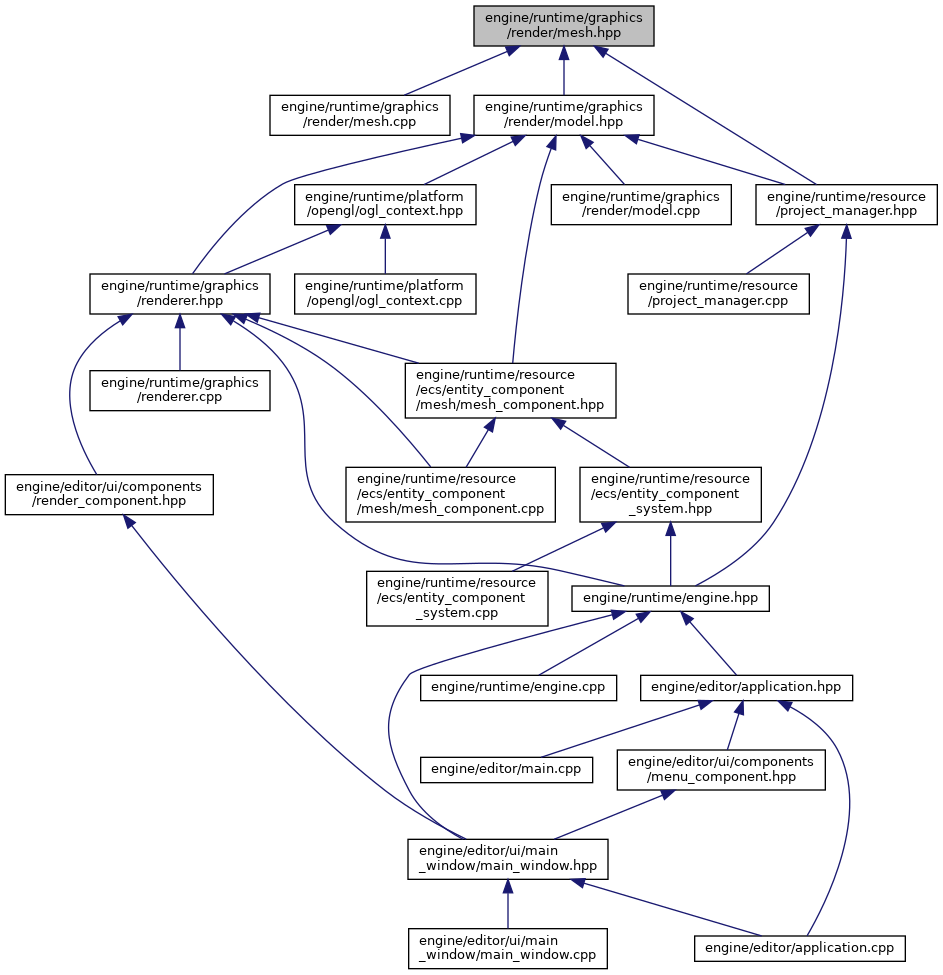 engine/runtime/graphics
/render/mesh.hpp
engine/runtime/graphics
/render/mesh.cpp
engine/runtime/graphics
/render/model.hpp
engine/runtime/platform
/opengl/ogl_context.hpp
engine/runtime/graphics
/render/model.cpp
engine/runtime/resource
/project_manager.hpp
engine/runtime/graphics
/renderer.hpp
engine/runtime/platform
/opengl/ogl_context.cpp
engine/runtime/resource
/project_manager.cpp
engine/runtime/graphics
/renderer.cpp
engine/runtime/resource
/ecs/entity_component
/mesh/mesh_component.hpp
engine/editor/ui/components
/render_component.hpp
engine/runtime/resource
/ecs/entity_component
/mesh/mesh_component.cpp
engine/runtime/resource
/ecs/entity_component
_system.hpp
engine/runtime/resource
/ecs/entity_component
_system.cpp
engine/runtime/engine.hpp
engine/runtime/engine.cpp
engine/editor/application.hpp
engine/editor/main.cpp
engine/editor/ui/components
/menu_component.hpp
engine/editor/ui/main
_window/main_window.hpp
engine/editor/ui/main
_window/main_window.cpp
engine/editor/application.cpp